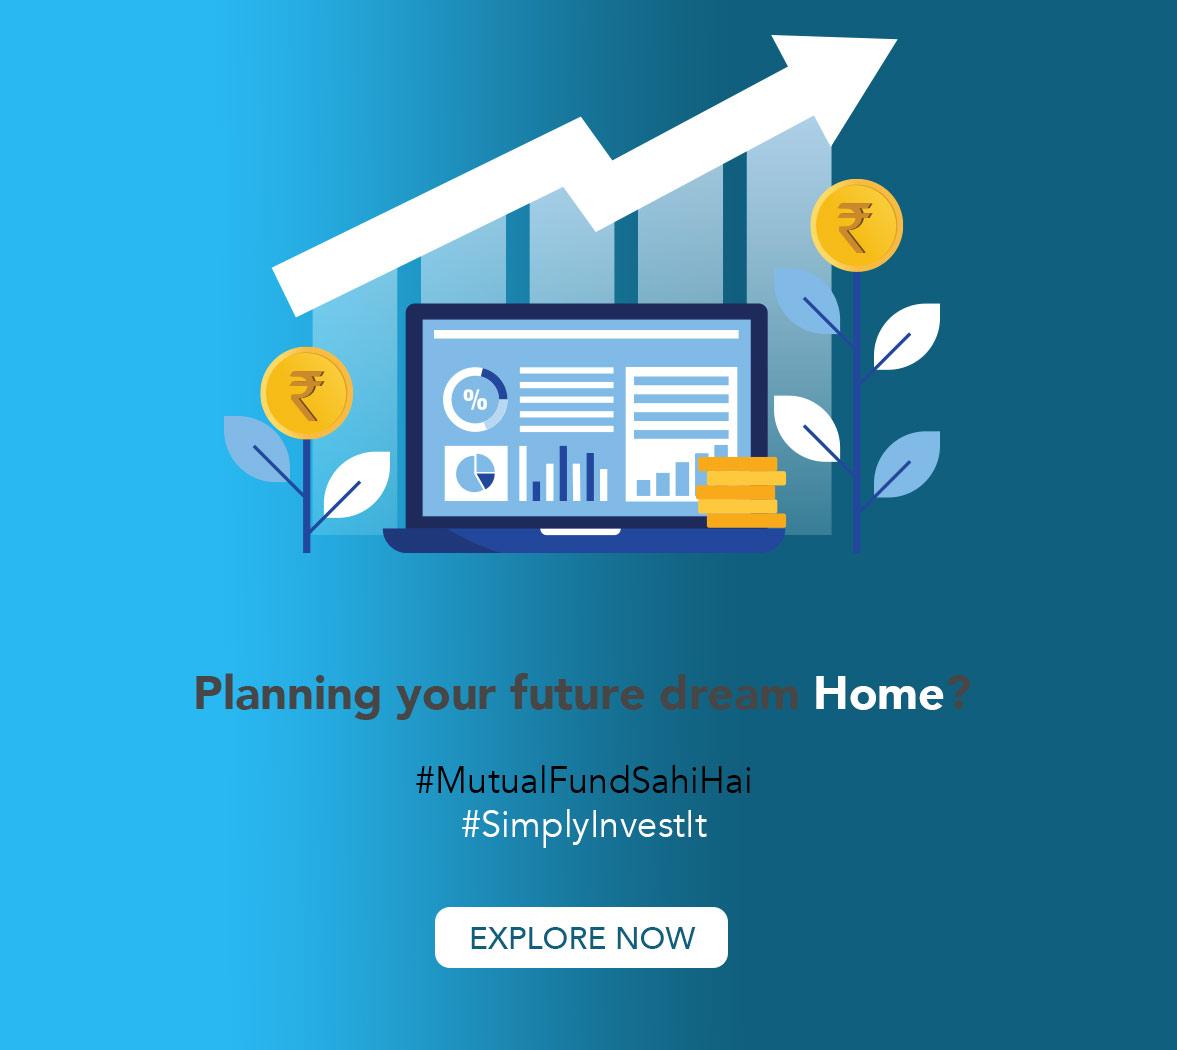 ₹
₹
%
Planning your future dream Home?
#MutualFundSahiHai
#SimplyInvestIt
EXPLORE NOW